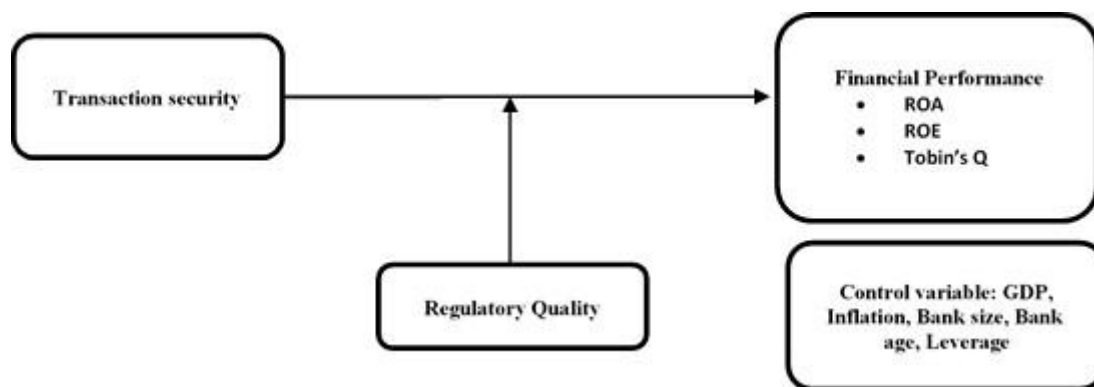 Transaction security
Financial Performance
• ROA
• ROE
• Tobin’s Q
Regulatory Quality
Control variable: GDP,
Inflation, Bank size, Bank
age, Leverage